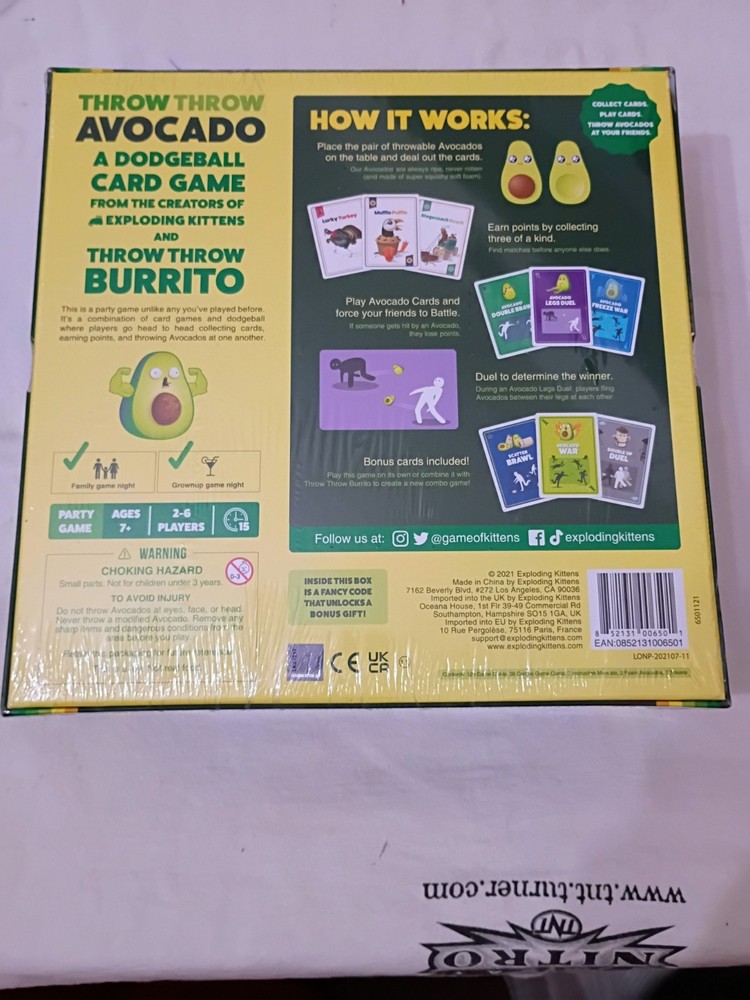 THROW THROW
AVOCADO
A DODGEBALL
CARD GAME
FROM THE CREATORS OF
EXPLODING KITTENS
AND
THROW THROW
BURRITO
This is a party game unlike any you've played before.
It's a combination of card games and dodgeball
where players go head to head collecting cards,
earning points, and throwing Avocados at one another.
Family game night
Grownup game night
PARTY
GAME
AGES
7+
2-6
PLAYERS
15
WARNING
CHOKING HAZARD
Small parts. Not for children under 3 years.
0-3
TO AVOID INJURY
Do not throw Avocados at eyes, face, or head.
Never throw a modified Avocado. Remove any
sharp items and dangerous conditions from the
area before you play.
HOW IT WORKS:
COLLECT CARDS.
PLAY CARDS.
THROW AVOCADOS
AT YOUR FRIENDS.
Place the pair of throwable Avocados
on the table and deal out the cards.
Our Avocados are always ripe, never rotten
(and made of super squishy soft foam).
Lucky Turkey
Muffin Puffin
Stagecoach Roach
Earn points by collecting
three of a kind.
Find matches before anyone else does.
Play Avocado Cards and
force your friends to Battle.
If someone gets hit by an Avocado,
they lose points.
AVOCADO
DOUBLE BRAWL
AVOCADO
LEGS DUEL
AVOCADO
FREEZE WAR
Duel to determine the winner.
During an Avocado Legs Duel, players fling
Avocados between their legs at each other.
Bonus cards included!
Play this game on its own or combine it with
Throw Throw Burrito to create a new combo game!
SCATTER
BRAWL
AVOCADO
WAR
DOUBLE UP
DUEL
Follow us at: @gameofkittens explodingkittens
INSIDE THIS BOX
IS A FANCY CODE
THAT UNLOCKS A
BONUS GIFT!
© 2021 Exploding Kittens
Made in China by Exploding Kittens
7162 Beverly Blvd, #272 Los Angeles, CA 90036
Imported into the UK by Exploding Kittens
Oceana House, 1st Flr 39-49 Commercial Rd
Southampton, Hampshire SO15 1GA, UK
Imported into EU by Exploding Kittens
10 Rue Pergolèse, 75116 Paris, France
support@explodingkittens.com
www.explodingkittens.com
CE
UK
CA
8 52131 00650 1
EAN:0852131006501
LONP-202107-11
6501121
www.tnt.turner.com
TNT
NITRO